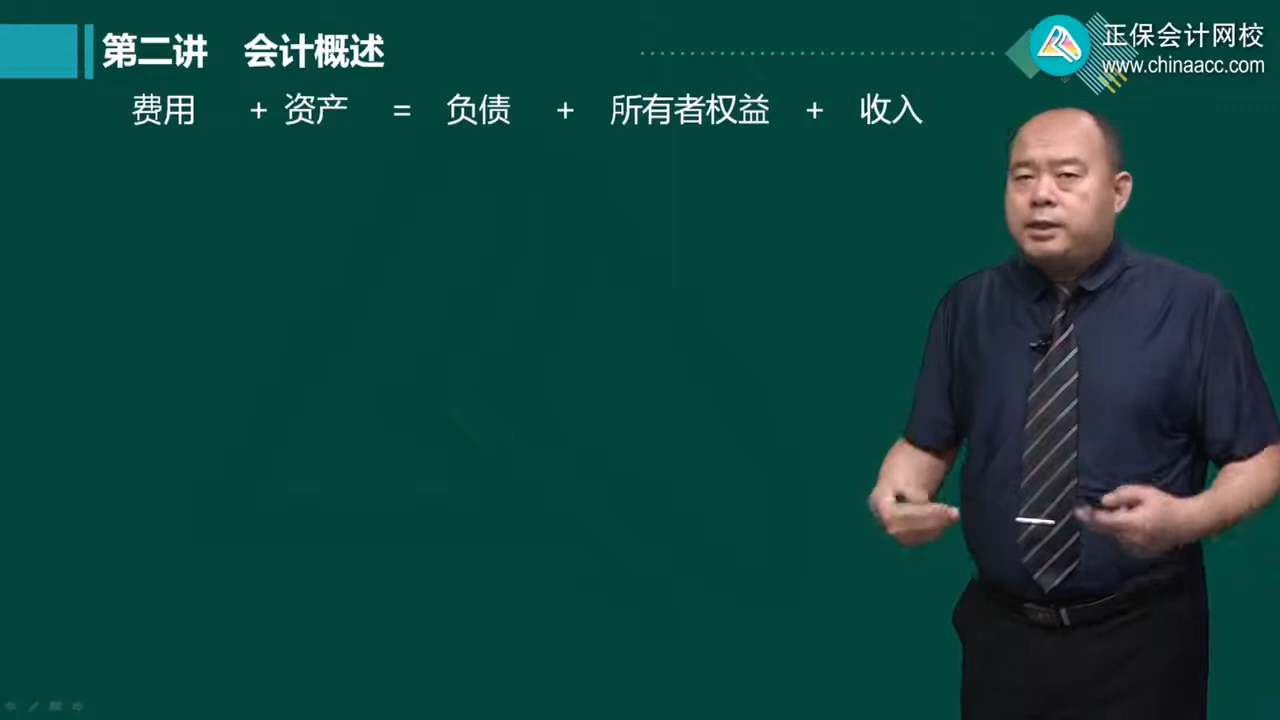 第二讲 会计概述
正保会计网校
www.chinaacc.com
费用 + 资产 = 负债 + 所有者权益 + 收入